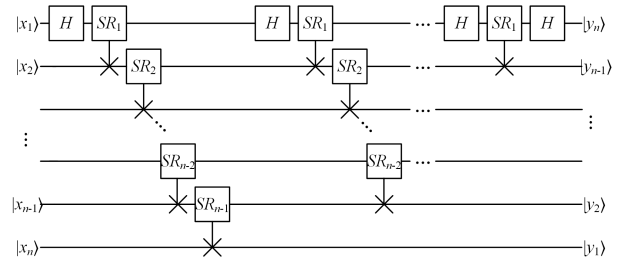 |x₁⟩ H SR₁ H SR₁ ... H SR₁ H |yₙ⟩
|x₂⟩ SR₂ SR₂ ... |yₙ₋₁⟩
...
SRₙ₋₂ SRₙ₋₂ ...
|xₙ₋₁⟩ SRₙ₋₁ |y₂⟩
|xₙ⟩ |y₁⟩